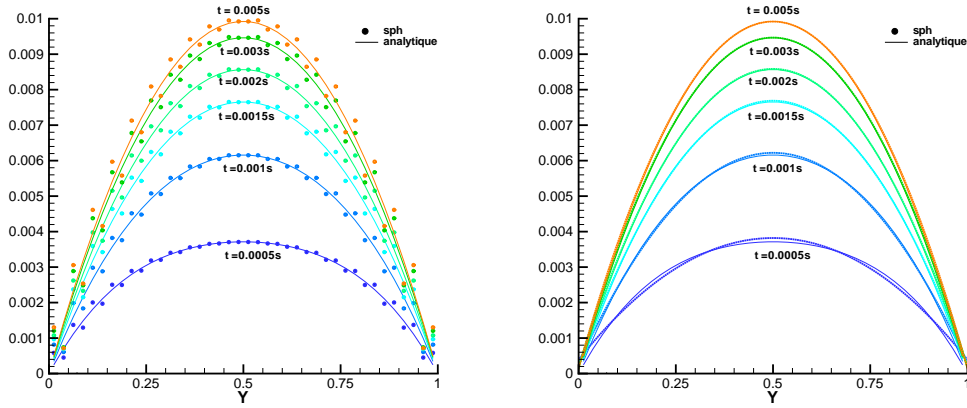 t = 0.005s
sph
analytique
t =0.003s
t =0.002s
t =0.0015s
t =0.001s
t =0.0005s
0.01
0.009
0.008
0.007
0.006
0.005
0.004
0.003
0.002
0.001
0
0 0.25 0.5 0.75 1
Y
t = 0.005s
sph
analytique
t =0.003s
t =0.002s
t =0.0015s
t =0.001s
t =0.0005s
0.01
0.009
0.008
0.007
0.006
0.005
0.004
0.003
0.002
0.001
0
0 0.25 0.5 0.75 1
Y